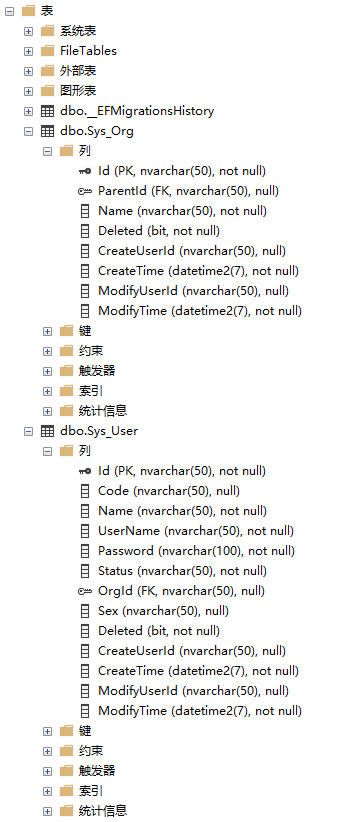 表
系统表
FileTables
外部表
图形表
dbo.__EFMigrationsHistory
dbo.Sys_Org
列
Id (PK, nvarchar(50), not null)
ParentId (FK, nvarchar(50), null)
Name (nvarchar(50), not null)
Deleted (bit, not null)
CreateUserId (nvarchar(50), null)
CreateTime (datetime2(7), not null)
ModifyUserId (nvarchar(50), null)
ModifyTime (datetime2(7), not null)
键
约束
触发器
索引
统计信息
dbo.Sys_User
列
Id (PK, nvarchar(50), not null)
Code (nvarchar(50), null)
Name (nvarchar(50), not null)
UserName (nvarchar(50), not null)
Password (nvarchar(100), not null)
Status (nvarchar(50), not null)
OrgId (FK, nvarchar(50), null)
Sex (nvarchar(50), null)
Deleted (bit, not null)
CreateUserId (nvarchar(50), null)
CreateTime (datetime2(7), not null)
ModifyUserId (nvarchar(50), null)
ModifyTime (datetime2(7), not null)
键
约束
触发器
索引
统计信息